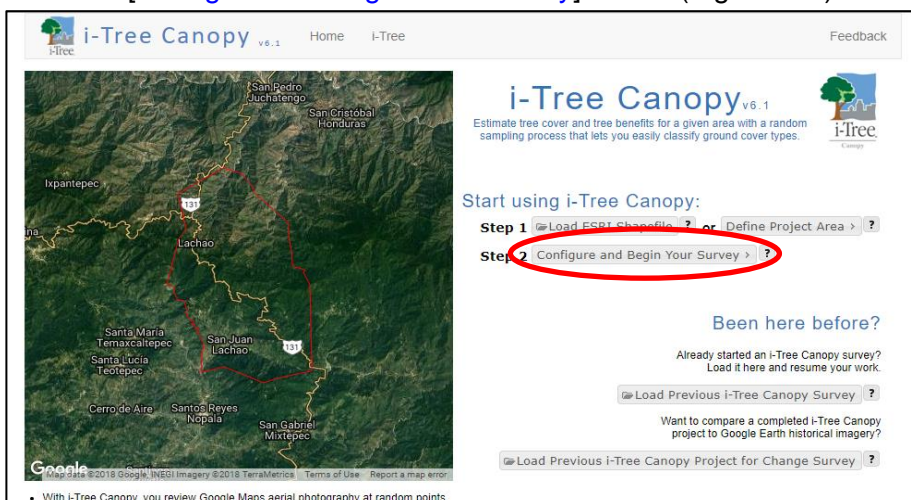 i-Tree Canopy v6.1 Home i-Tree Feedback
i-Tree
San Pedro
Juchatengo
San Cristóbal
Honduras
Ixpantepec
131
Lachao
Santa Maria
Temaxcaltepec
San Juan
Lachao
131
Santa Lucía
Teotepec
Cerro de Aire
Santos Reyes
Nopala
San Gabriel
Mixtepec
Google
Map data ©2018 Google, INEGI Imagery ©2018 TerraMetrics Terms of Use Report a map error
With i-Tree Canopy, you review Google Maps aerial photography at random points
i-Tree Canopy v6.1
Estimate tree cover and tree benefits for a given area with a random
sampling process that lets you easily classify ground cover types.
i-Tree
Canopy
Start using i-Tree Canopy:
Step 1 Load ESRI Shapefile ? or Define Project Area > ?
Step 2 Configure and Begin Your Survey > ?
Been here before?
Already started an i-Tree Canopy survey?
Load it here and resume your work.
Load Previous i-Tree Canopy Survey ?
Want to compare a completed i-Tree Canopy
project to Google Earth historical imagery?
Load Previous i-Tree Canopy Project for Change Survey ?